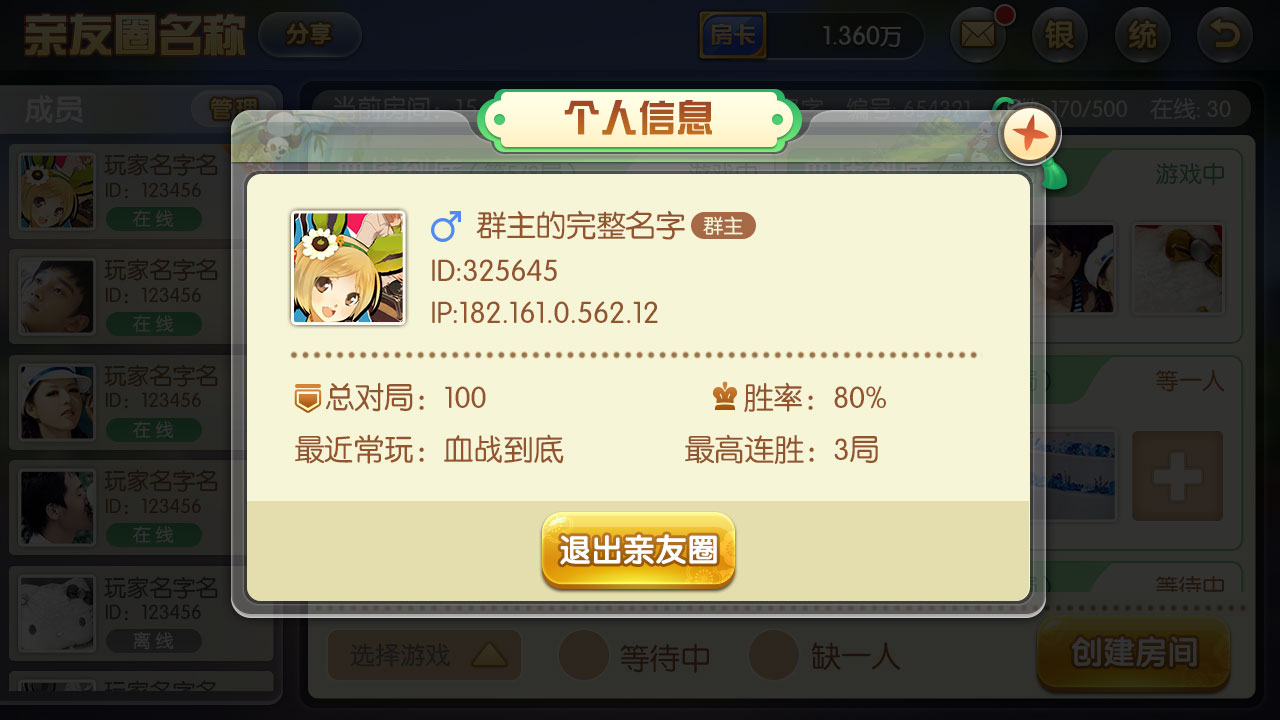 亲友圈名称
分享
房卡
1.360万
银
统
成员
管理
玩家名字名
ID：123456
在线
玩家名字名
ID：123456
在线
玩家名字名
ID：123456
在线
玩家名字名
ID：123456
在线
玩家名字名
ID：123456
离线
当前房间：15
编号 654321
170/500
在线: 30
游戏中
等一人
等待中
个人信息
群主的完整名字
群主
ID:325645
IP:182.161.0.562.12
总对局：100
胜率：80%
最近常玩：血战到底
最高连胜：3局
退出亲友圈
选择游戏
等待中
缺一人
创建房间